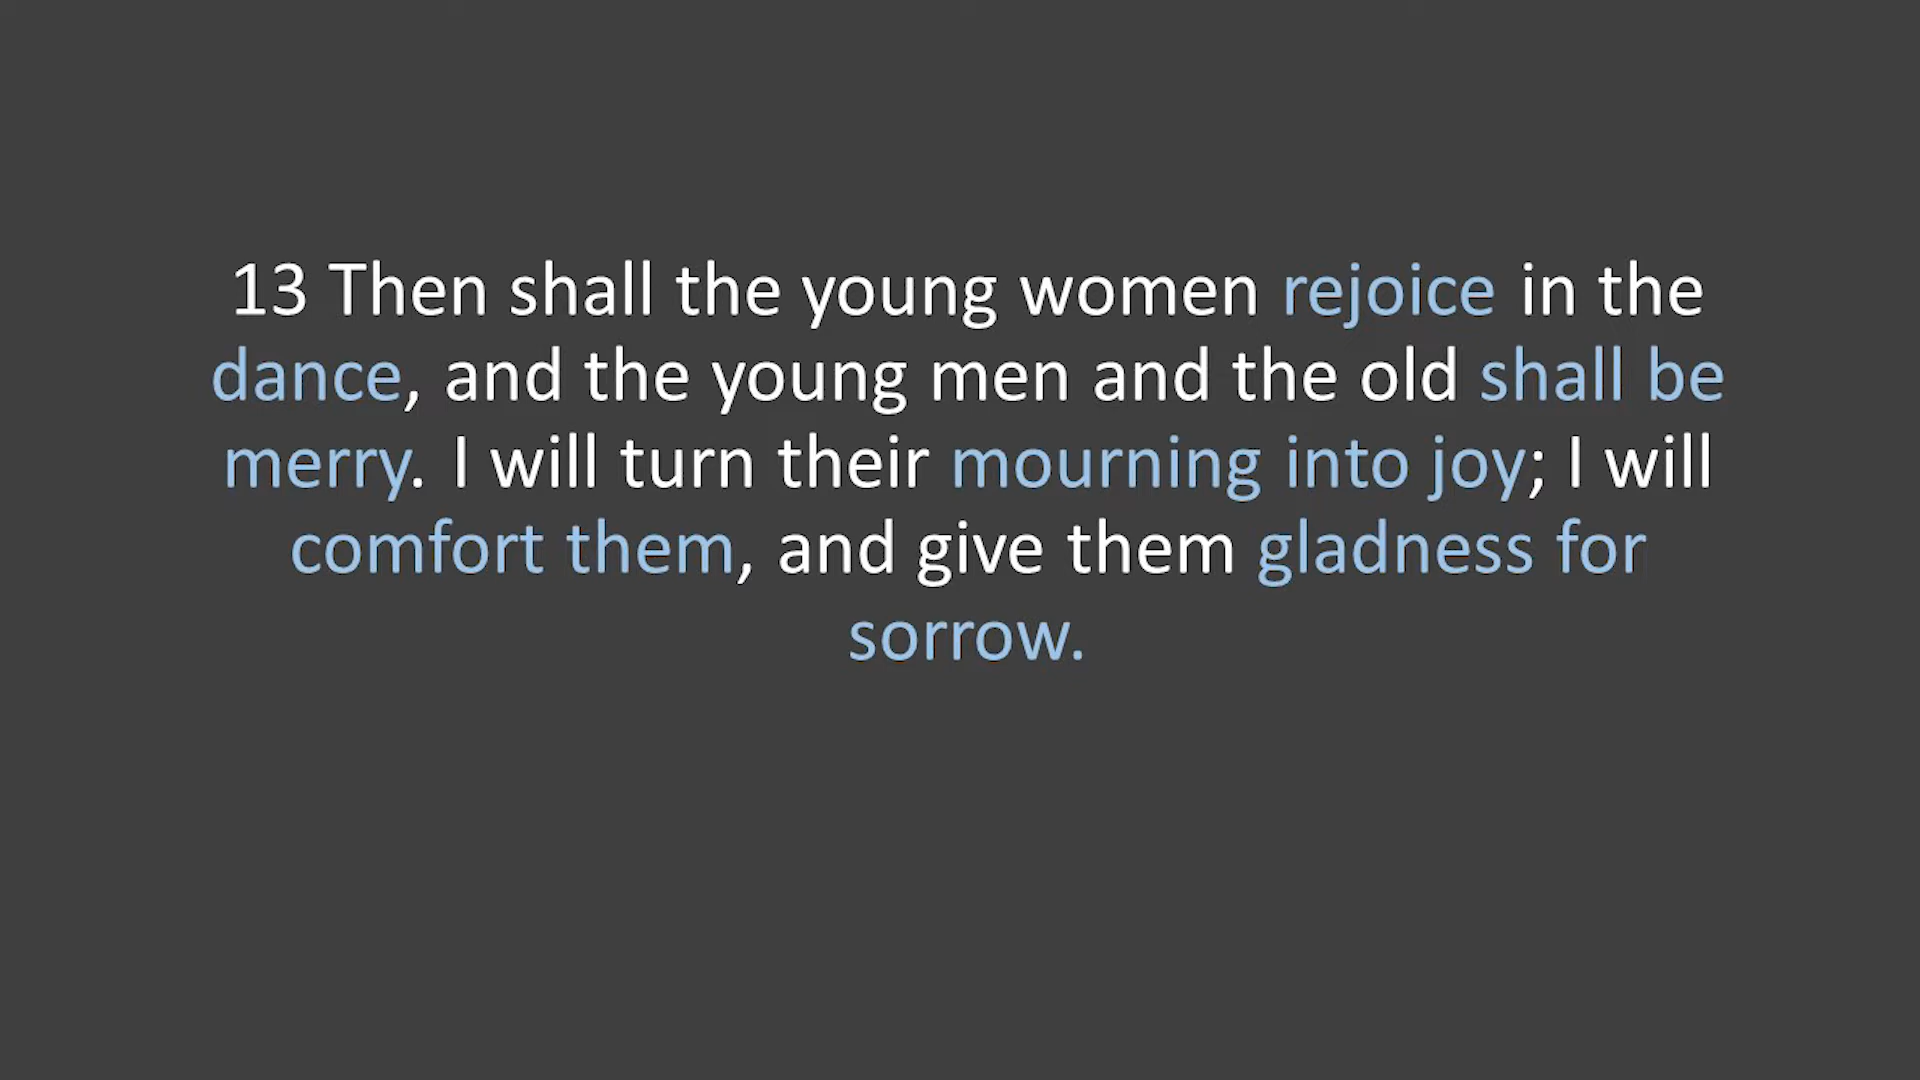 13 Then shall the young women rejoice in the
dance, and the young men and the old shall be
merry. I will turn their mourning into joy; I will
comfort them, and give them gladness for
sorrow.